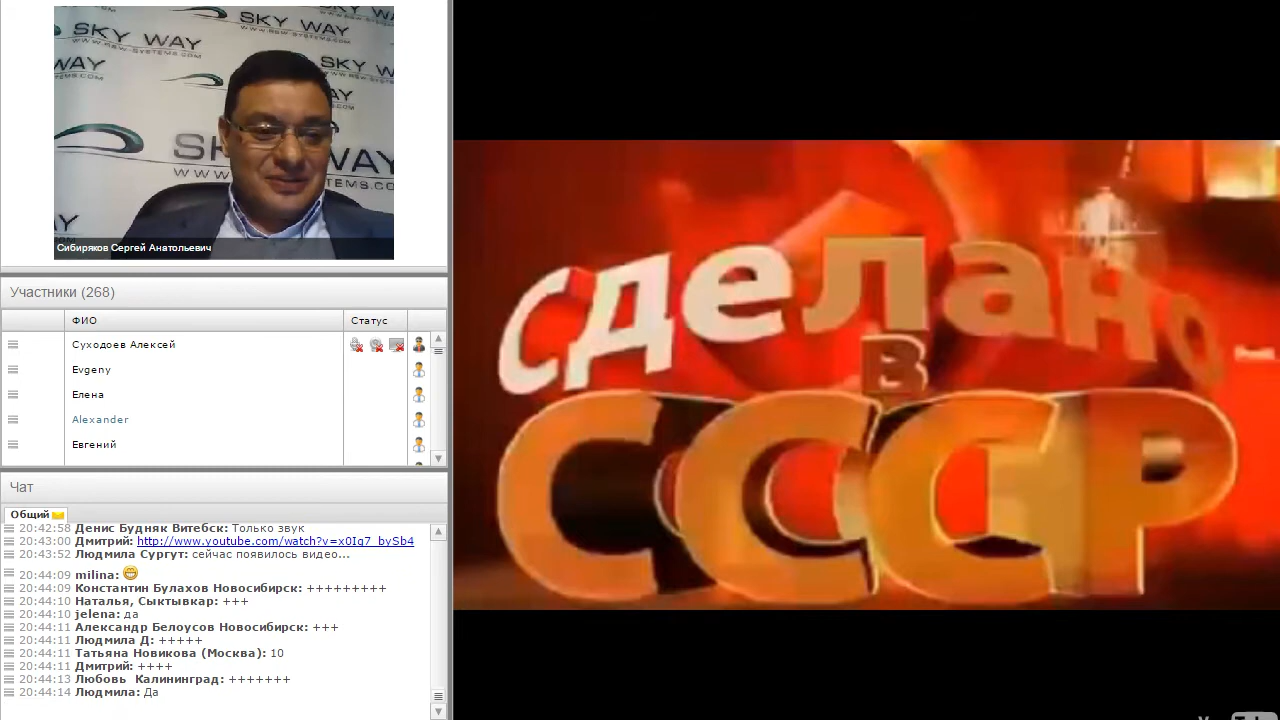 SKY WAY
WWW.RSW-SYSTEMS.COM
SKY WAY
Сибиряков Сергей Анатольевич
Участники (268)
ФИО Статус
Суходоев Алексей
Evgeny
Елена
Alexander
Евгений
Чат
Общий
20:42:58 Денис Будняк Витебск: Только звук
20:43:00 Дмитрий: http://www.youtube.com/watch?v=x0Ig7_bySb4
20:43:52 Людмила Сургут: сейчас появилось видео...
20:44:09 milina:
20:44:09 Константин Булахов Новосибирск: +++++++++
20:44:10 Наталья, Сыктывкар: +++
20:44:10 jelena: да
20:44:11 Александр Белоусов Новосибирск: +++
20:44:11 Людмила Д: +++++
20:44:11 Татьяна Новикова (Москва): 10
20:44:11 Дмитрий: ++++
20:44:13 Любовь Калининград: +++++++
20:44:14 Людмила: Да
сделано
в
СССР